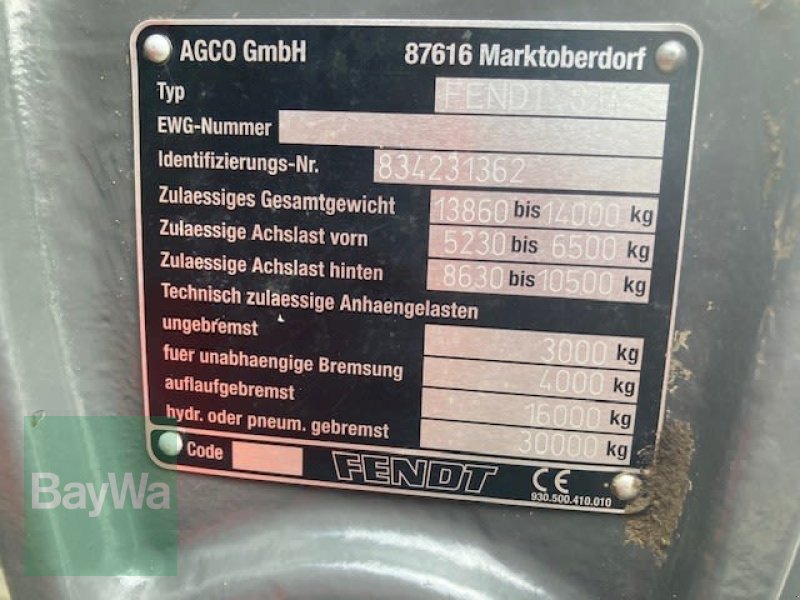 AGCO GmbH 87616 Marktoberdorf
Typ FENDT
EWG-Nummer
Identifizierungs-Nr. 834231362
Zulaessiges Gesamtgewicht 13860 bis 14000 kg
Zulaessige Achslast vorn 5230 bis 6500 kg
Zulaessige Achslast hinten 8630 bis 10500 kg
Technisch zulaessige Anhaengelasten
ungebremst 3000 kg
fuer unabhaengige Bremsung 4000 kg
auflaufgebremst 16000 kg
hydr. oder pneum. gebremst 30000 kg
Code FENDT CE
930.500.410.010
BayWa